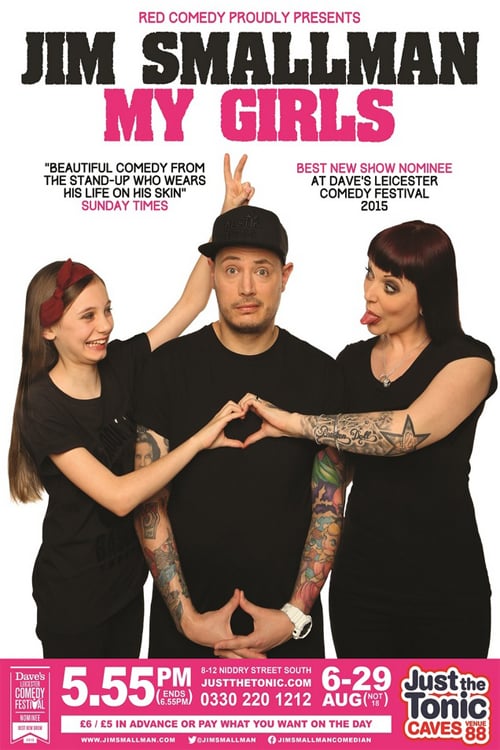 RED COMEDY PROUDLY PRESENTS
JIM SMALLMAN
MY GIRLS
"BEAUTIFUL COMEDY FROM
THE STAND-UP WHO WEARS
HIS LIFE ON HIS SKIN"
SUNDAY TIMES
BEST NEW SHOW NOMINEE
AT DAVE'S LEICESTER
COMEDY FESTIVAL
2015
Dave's
LEICESTER
COMEDY
FESTIVAL
NOMINEE
BEST NEW SHOW
5.55PM
(ENDS
6.55PM)
8-12 NIDDRY STREET SOUTH
JUSTTHETONIC.COM
0330 220 1212
6-29
AUG (NOT
18TH)
£6 / £5 IN ADVANCE OR PAY WHAT YOU WANT ON THE DAY
WWW.JIMSMALLMAN.COM
@JIMSMALLMAN
/JIMSMALLMANCOMEDIAN
Just the
Tonic
CAVES
VENUE
88